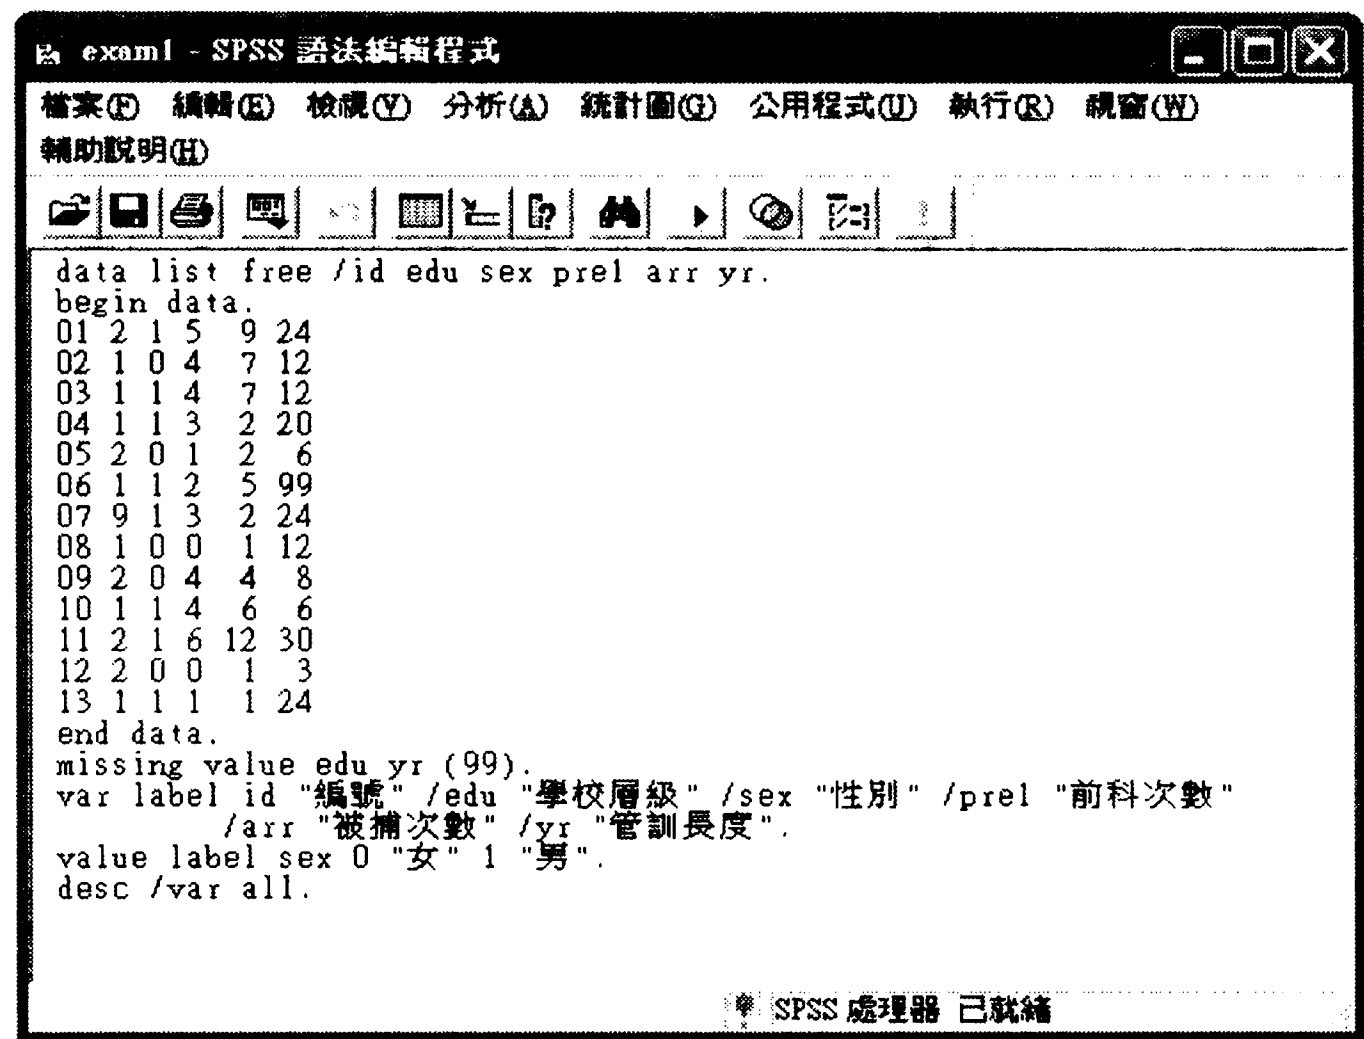 exam1 - SPSS 語法編輯程式
檔案(F) 編輯(E) 檢視(V) 分析(A) 統計圖(G) 公用程式(U) 執行(R) 視窗(W)
輔助説明(H)
data list free /id edu sex pre1 arr yr.
begin data.
01 2 1 5 9 24
02 1 0 4 7 12
03 1 1 4 7 12
04 1 1 3 2 20
05 2 0 1 2 6
06 1 1 2 5 99
07 9 1 3 2 24
08 1 0 0 1 12
09 2 0 4 4 8
10 1 1 4 6 6
11 2 1 6 12 30
12 2 0 0 1 3
13 1 1 1 1 24
end data.
missing value edu yr (99).
var label id "編號" /edu "學校層級" /sex "性別" /pre1 "前科次數"
/arr "被捕次數" /yr "管訓長度".
value label sex 0 "女" 1 "男".
desc /var all.
SPSS 處理器 已就緒